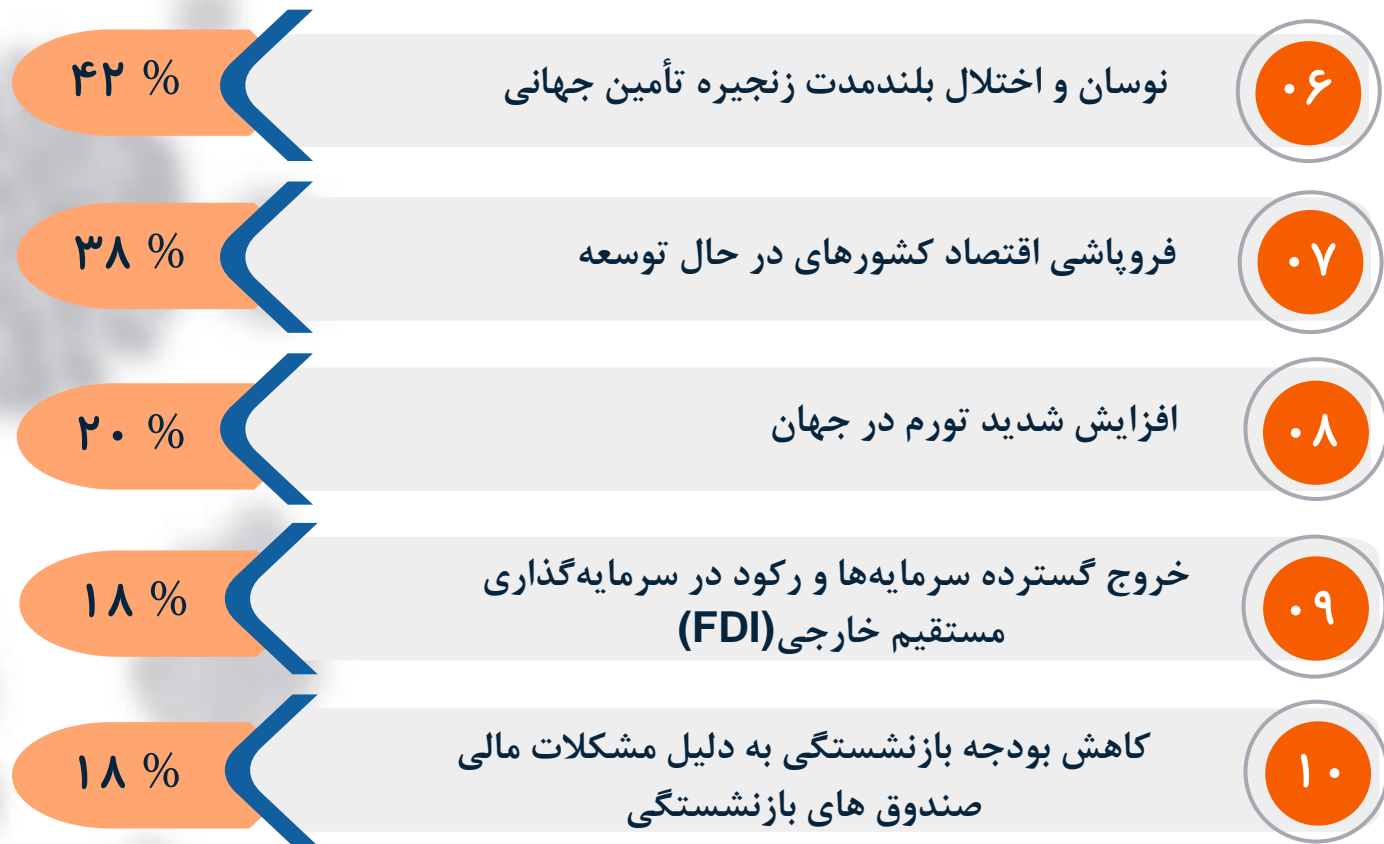 ۰۶
نوسان و اختلال بلندمدت زنجیره تأمین جهانی
۴۲ %
۰۷
فروپاشی اقتصاد کشورهای در حال توسعه
۳۸ %
۰۸
افزایش شدید تورم در جهان
۲۰ %
۰۹
خروج گسترده سرمایه‌ها و رکود در سرمایه‌گذاری
مستقیم خارجی(FDI)
۱۸ %
۱۰
کاهش بودجه بازنشستگی به دلیل مشکلات مالی
صندوق های بازنشستگی
۱۸ %